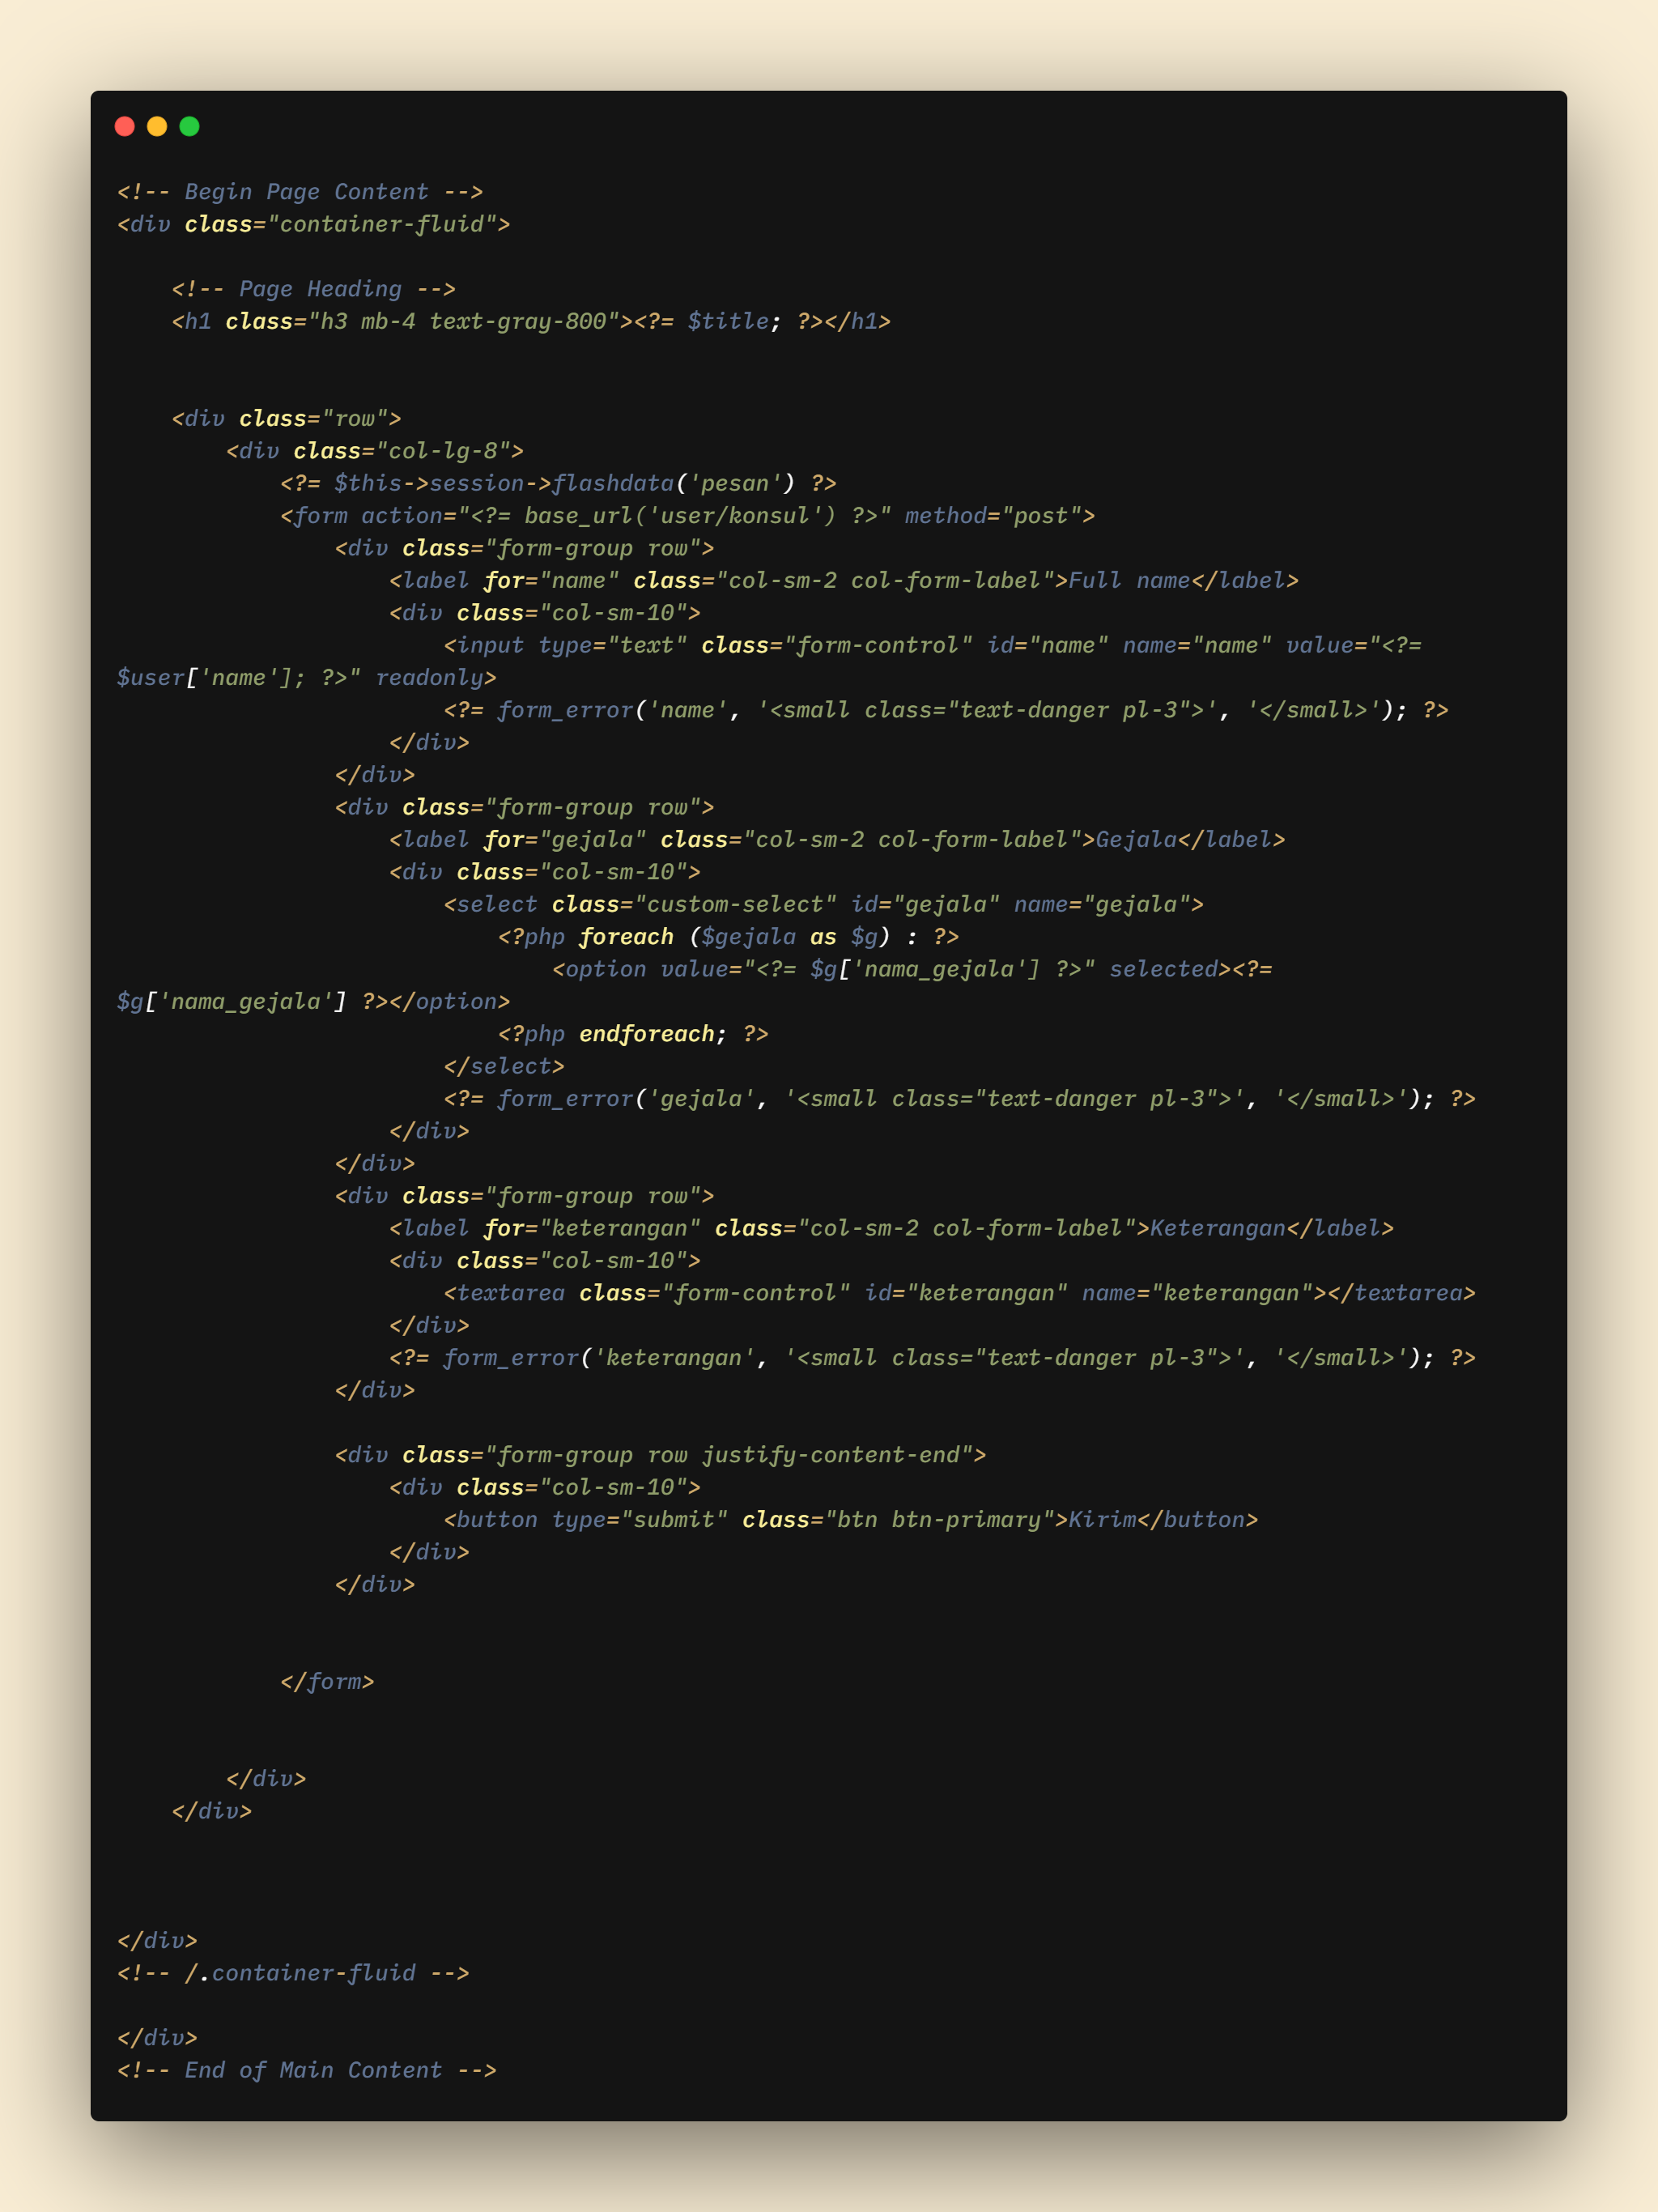 <!-- Begin Page Content -->
<div class="container-fluid">

    <!-- Page Heading -->
    <h1 class="h3 mb-4 text-gray-800"><?= $title; ?></h1>


    <div class="row">
        <div class="col-lg-8">
            <?= $this->session->flashdata('pesan') ?>
            <form action="<?= base_url('user/konsul') ?>" method="post">
                <div class="form-group row">
                    <label for="name" class="col-sm-2 col-form-label">Full name</label>
                    <div class="col-sm-10">
                        <input type="text" class="form-control" id="name" name="name" value="<?=
$user['name']; ?>" readonly>
                        <?= form_error('name', '<small class="text-danger pl-3">', '</small>'); ?>
                    </div>
                </div>
                <div class="form-group row">
                    <label for="gejala" class="col-sm-2 col-form-label">Gejala</label>
                    <div class="col-sm-10">
                        <select class="custom-select" id="gejala" name="gejala">
                            <?php foreach ($gejala as $g) : ?>
                                <option value="<?= $g['nama_gejala'] ?>" selected><?=
$g['nama_gejala'] ?></option>
                            <?php endforeach; ?>
                        </select>
                        <?= form_error('gejala', '<small class="text-danger pl-3">', '</small>'); ?>
                    </div>
                </div>
                <div class="form-group row">
                    <label for="keterangan" class="col-sm-2 col-form-label">Keterangan</label>
                    <div class="col-sm-10">
                        <textarea class="form-control" id="keterangan" name="keterangan"></textarea>
                    </div>
                    <?= form_error('keterangan', '<small class="text-danger pl-3">', '</small>'); ?>
                </div>

                <div class="form-group row justify-content-end">
                    <div class="col-sm-10">
                        <button type="submit" class="btn btn-primary">Kirim</button>
                    </div>
                </div>


            </form>


        </div>
    </div>



</div>
<!-- /.container-fluid -->

</div>
<!-- End of Main Content -->